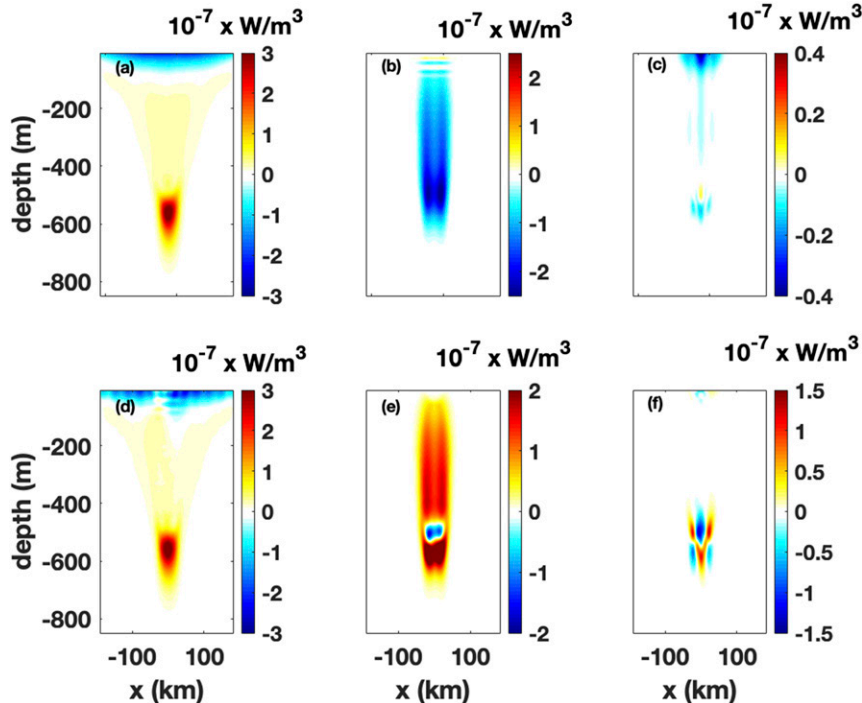 10^-7 x W/m^3 10^-7 x W/m^3 10^-7 x W/m^3
(a) 3 2 1 0 -1 -2 -3
(b) 2 1 0 -1 -2
(c) 0.4 0.2 0 -0.2 -0.4
depth (m)
-200
-400
-600
-800
10^-7 x W/m^3 10^-7 x W/m^3 10^-7 x W/m^3
(d) 3 2 1 0 -1 -2 -3
(e) 2 1 0 -1 -2
(f) 1.5 1 0.5 0 -0.5 -1 -1.5
depth (m)
-200
-400
-600
-800
-100 100 -100 100 -100 100
x (km) x (km) x (km)